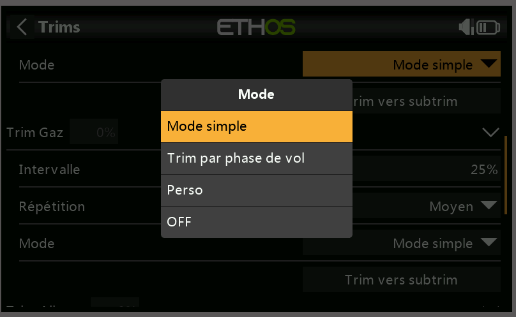 Trims
ETHOS
Mode
Mode simple
Trim vers subtrim
Trim Gaz
0%
Intervalle
25%
Répétition
Moyen
Mode
Mode simple
Trim vers subtrim
Mode
Mode simple
Trim par phase de vol
Perso
OFF